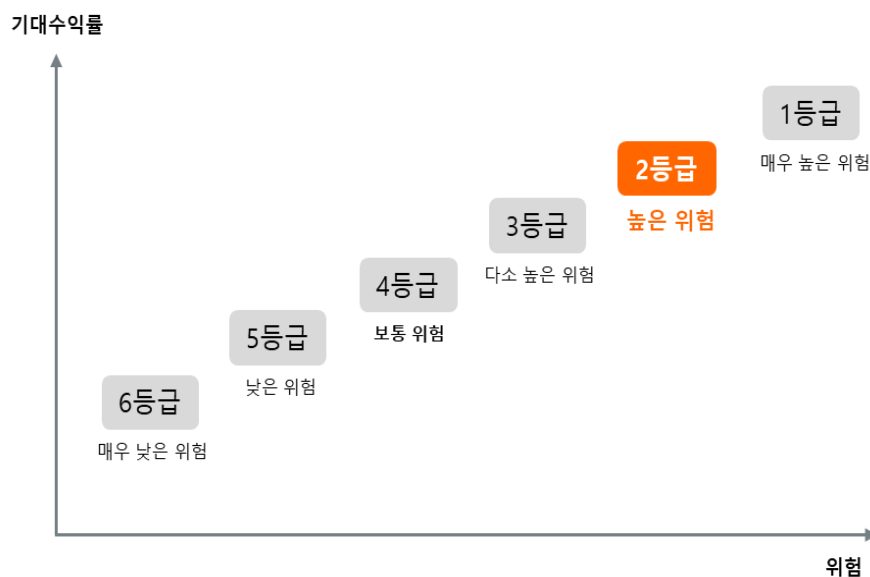 기대수익률
1등급
매우 높은 위험
2등급
높은 위험
3등급
다소 높은 위험
4등급
보통 위험
5등급
낮은 위험
6등급
매우 낮은 위험
위험